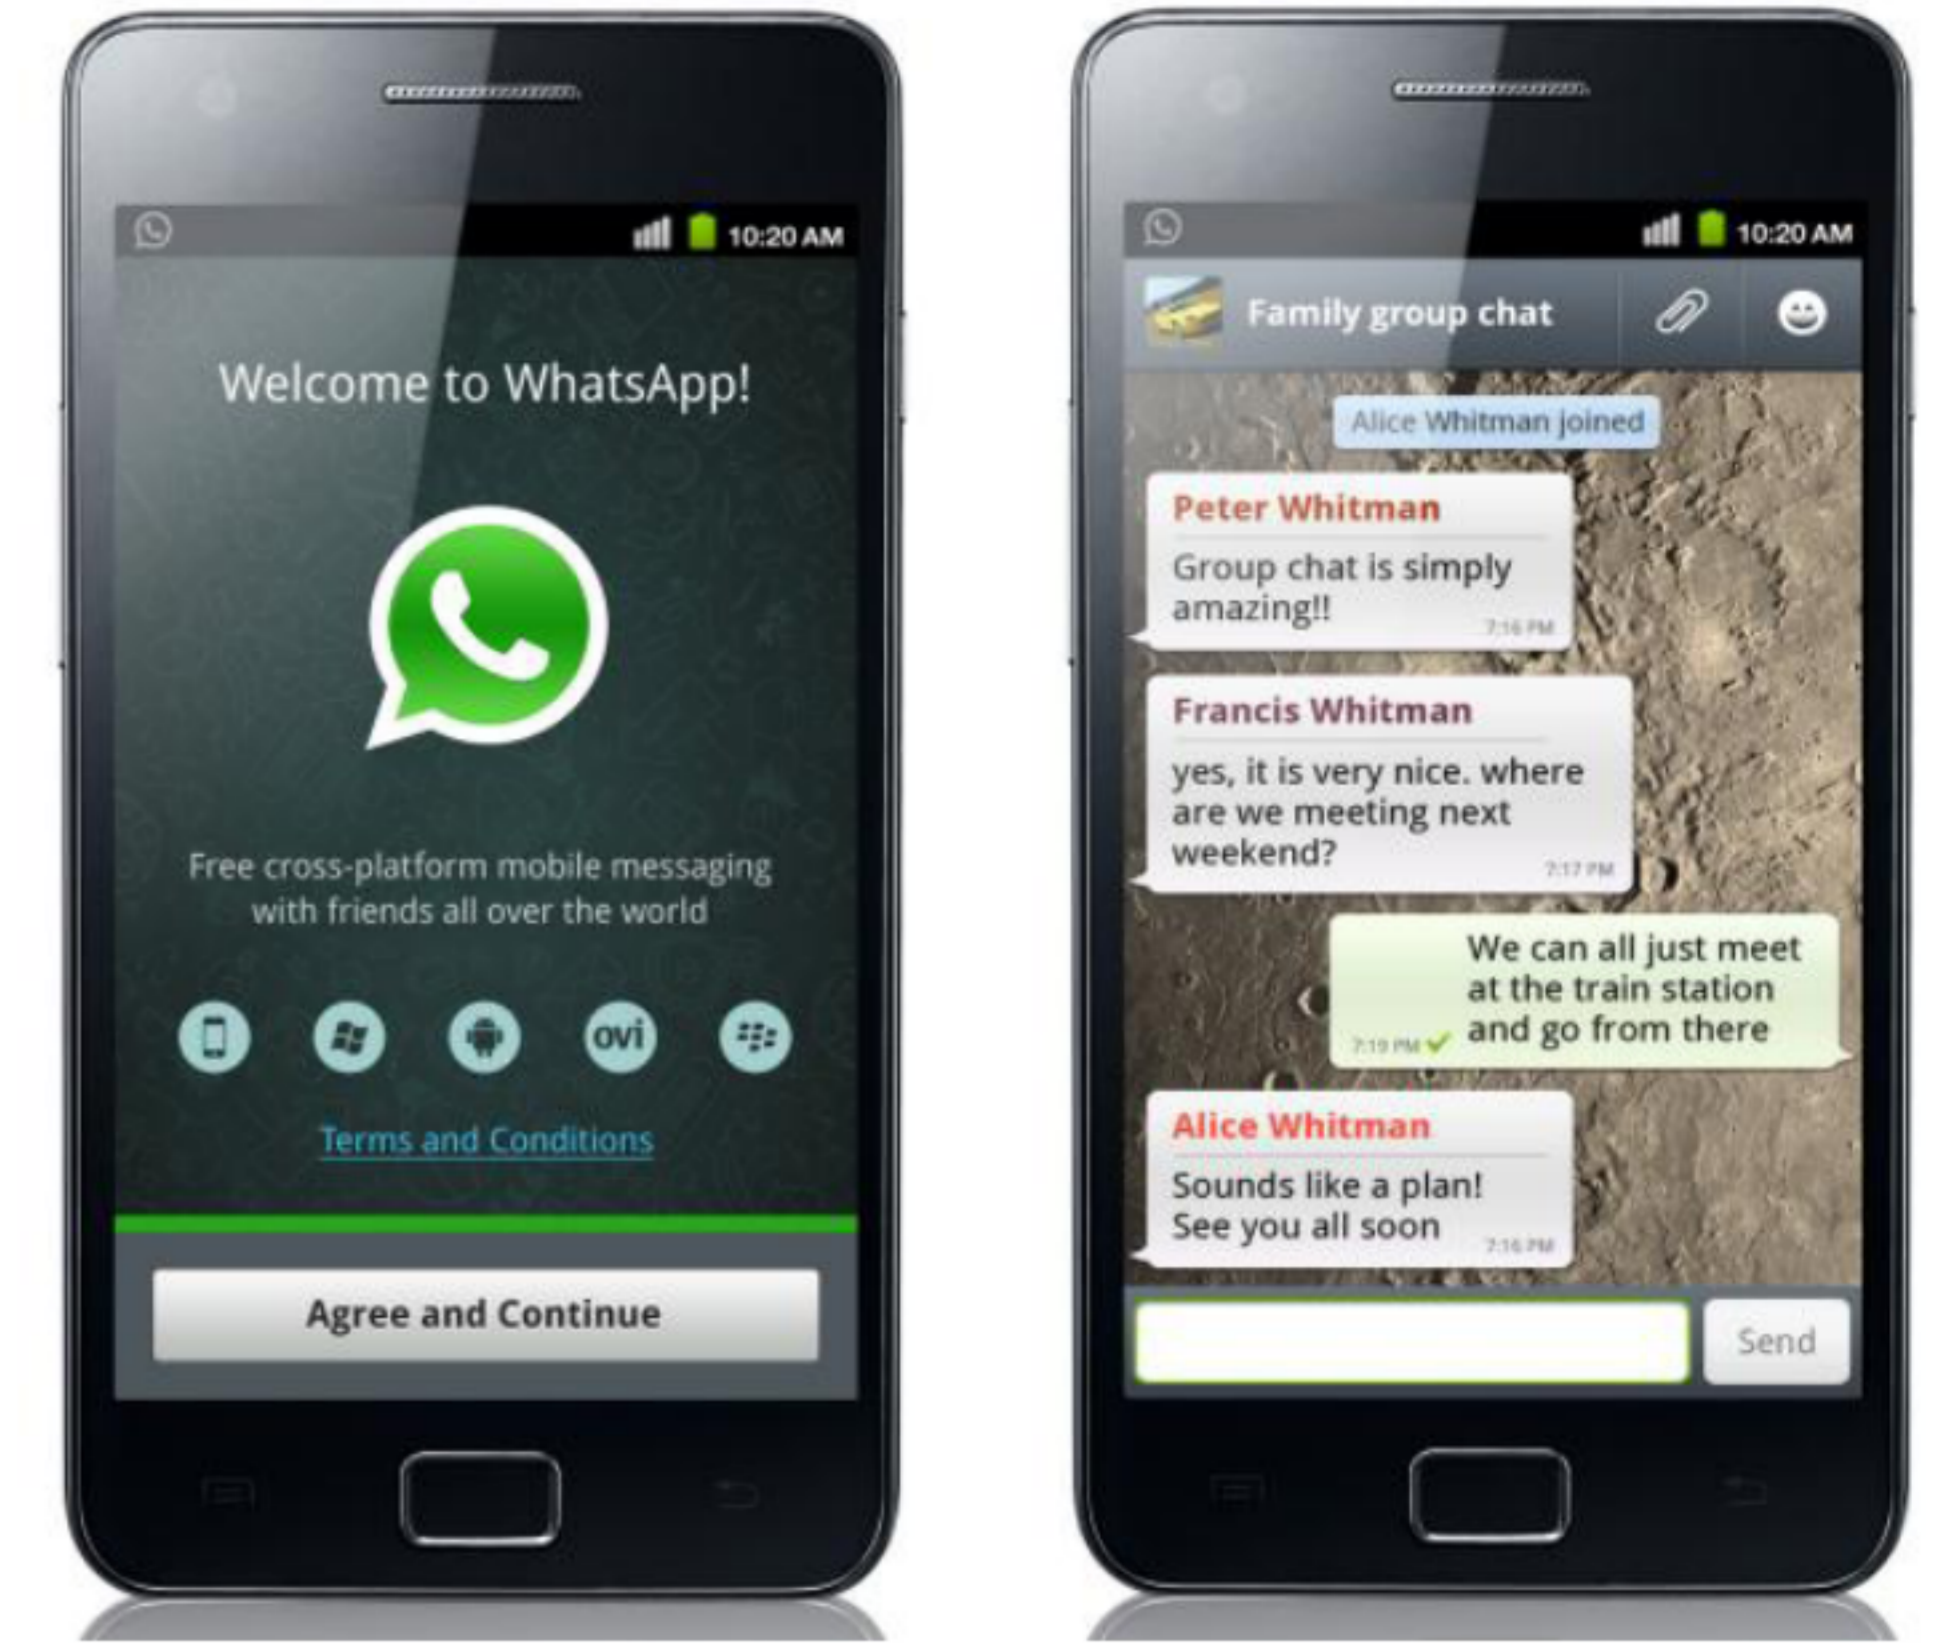 10:20 AM
Welcome to WhatsApp!
Free cross-platform mobile messaging
with friends all over the world
ovi
Terms and Conditions
Agree and Continue
10:20 AM
Family group chat
Alice Whitman joined
Peter Whitman
Group chat is simply
amazing!!
7:16 PM
Francis Whitman
yes, it is very nice. where
are we meeting next
weekend?
7:17 PM
We can all just meet
at the train station
and go from there
7:19 PM
Alice Whitman
Sounds like a plan!
See you all soon
7:16 PM
Send